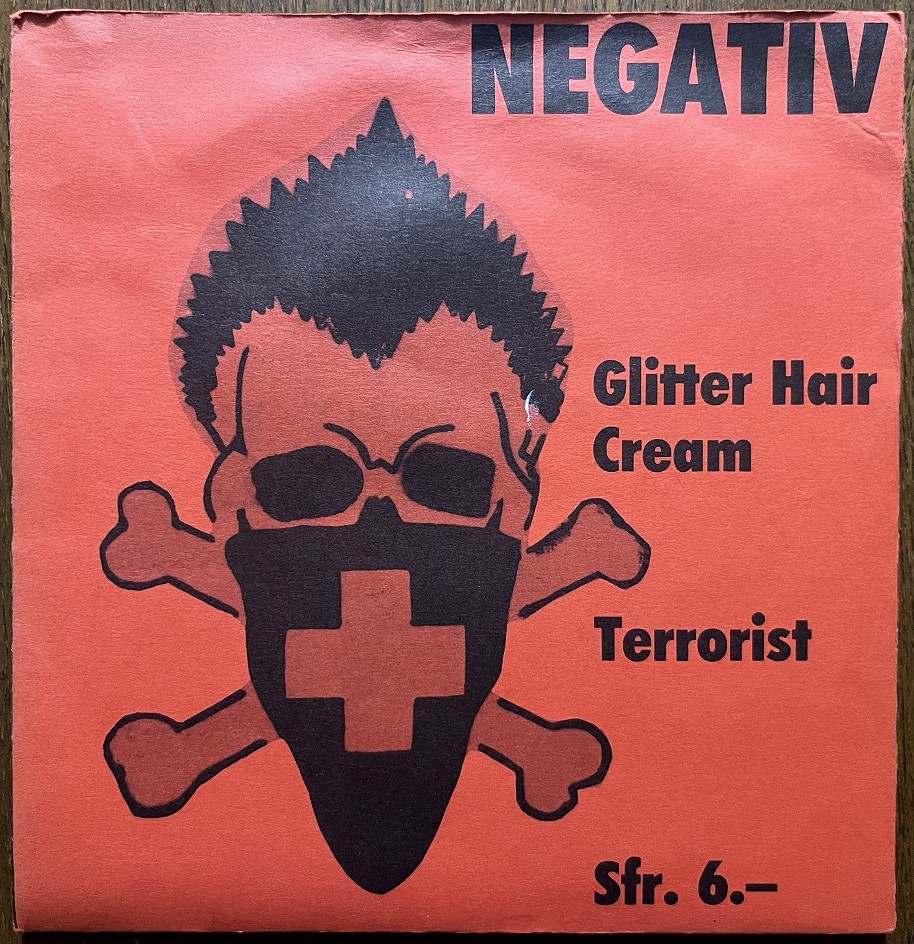 NEGATIV
Glitter Hair
Cream
Terrorist
Sfr. 6.–